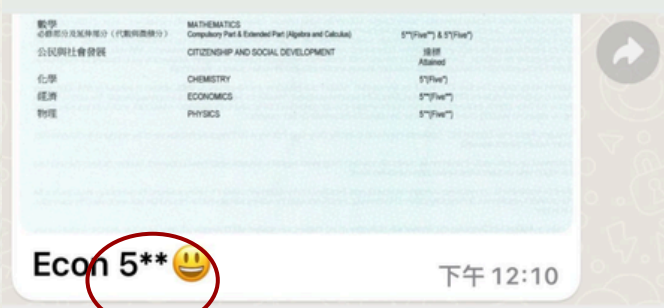 數學 MATHEMATICS
必修部分及延伸部分（代數與微積分） Compulsory Part & Extended Part (Algebra and Calculus) 5**(Five**) & 5*(Five*)
公民與社會發展 CITIZENSHIP AND SOCIAL DEVELOPMENT 達標
Attained
化學 CHEMISTRY 5*(Five*)
經濟 ECONOMICS 5**(Five**)
物理 PHYSICS 5**(Five**)
Econ 5**😃
下午 12:10